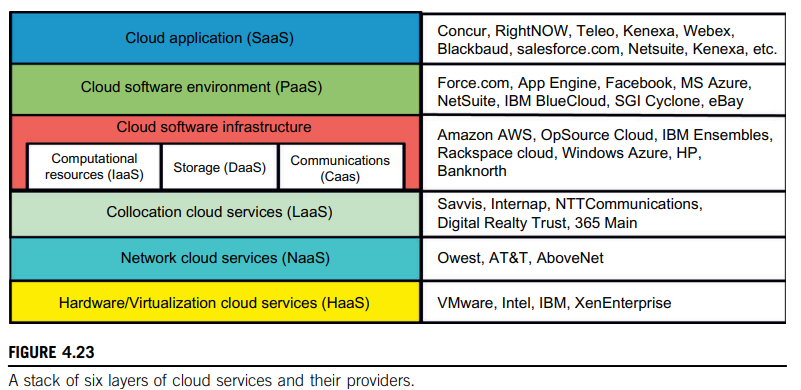 Cloud application (SaaS)
Concur, RightNOW, Teleo, Kenexa, Webex,
Blackbaud, salesforce.com, Netsuite, Kenexa, etc.
Cloud software environment (PaaS)
Force.com, App Engine, Facebook, MS Azure,
NetSuite, IBM BlueCloud, SGI Cyclone, eBay
Cloud software infrastructure
Computational
resources (IaaS)
Storage (DaaS)
Communications
(Caas)
Amazon AWS, OpSource Cloud, IBM Ensembles,
Rackspace cloud, Windows Azure, HP,
Banknorth
Collocation cloud services (LaaS)
Savvis, Internap, NTTCommunications,
Digital Realty Trust, 365 Main
Network cloud services (NaaS)
Owest, AT&T, AboveNet
Hardware/Virtualization cloud services (HaaS)
VMware, Intel, IBM, XenEnterprise
FIGURE 4.23
A stack of six layers of cloud services and their providers.